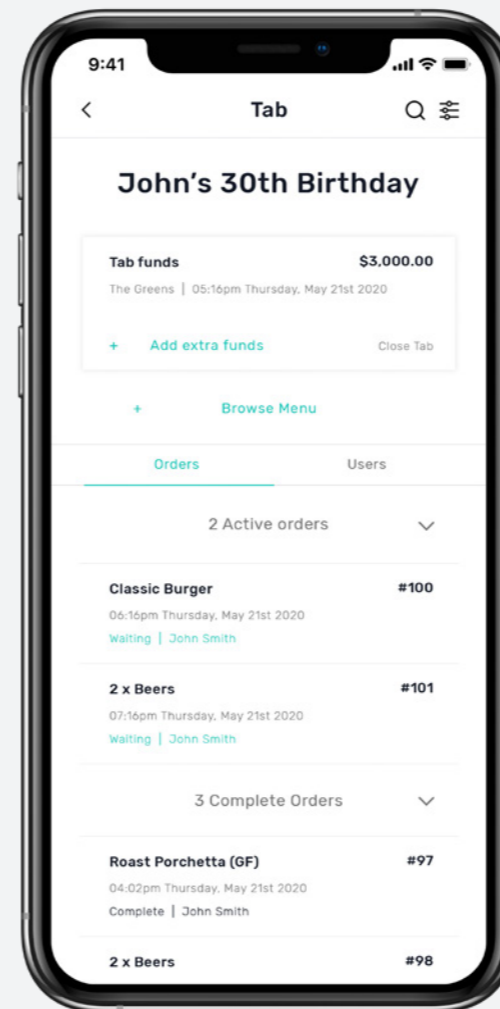 9:41
Tab
John's 30th Birthday
Tab funds $3,000.00
The Greens | 05:16pm Thursday, May 21st 2020
+ Add extra funds Close Tab
+ Browse Menu
Orders Users
2 Active orders
Classic Burger #100
06:16pm Thursday, May 21st 2020
Waiting | John Smith
2 x Beers #101
07:16pm Thursday, May 21st 2020
Waiting | John Smith
3 Complete Orders
Roast Porchetta (GF) #97
04:02pm Thursday, May 21st 2020
Complete | John Smith
2 x Beers #98